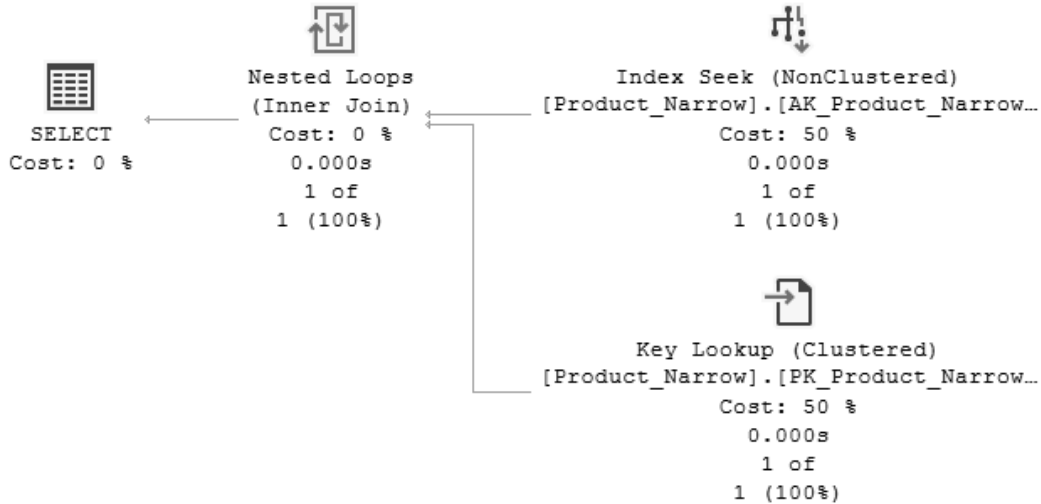 SELECT
Cost: 0 %
Nested Loops
(Inner Join)
Cost: 0 %
0.000s
1 of
1 (100%)
Index Seek (NonClustered)
[Product_Narrow].[AK_Product_Narrow…
Cost: 50 %
0.000s
1 of
1 (100%)
Key Lookup (Clustered)
[Product_Narrow].[PK_Product_Narrow…
Cost: 50 %
0.000s
1 of
1 (100%)